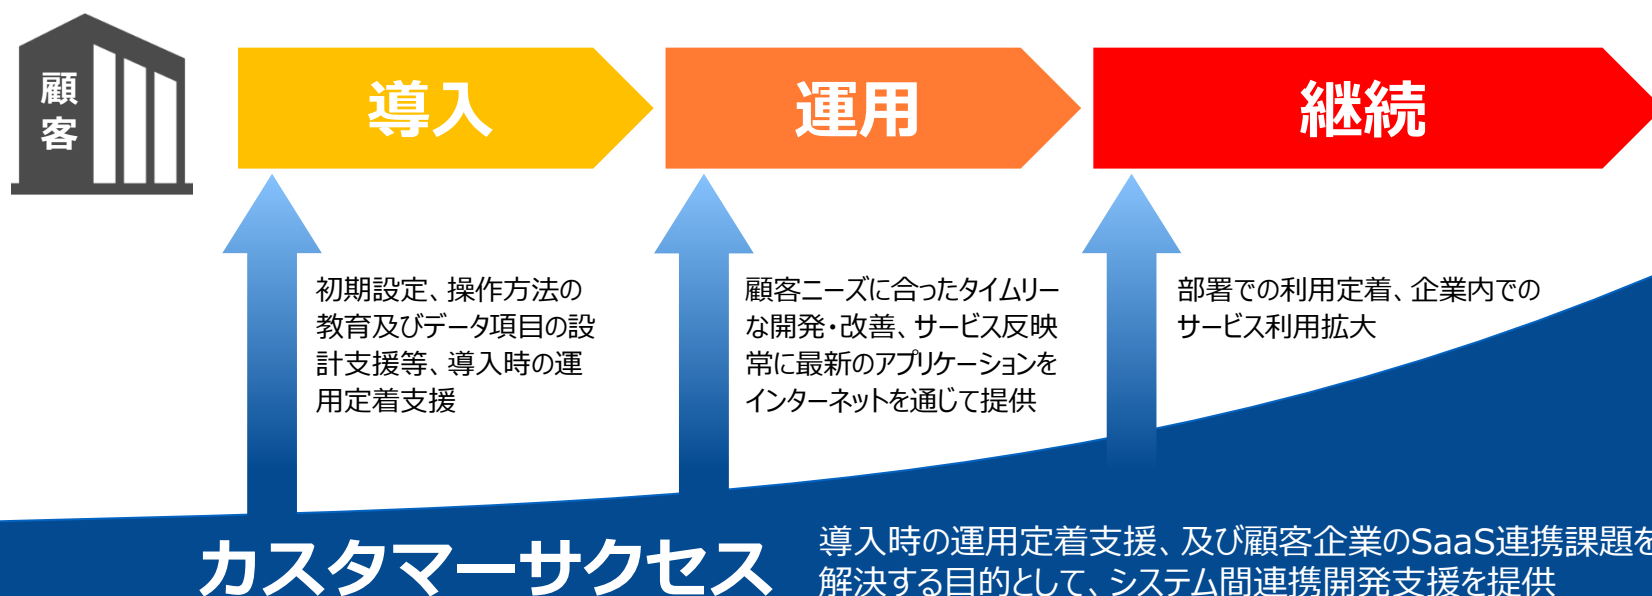 顧客
導入
運用
継続
初期設定、操作方法の
教育及びデータ項目の設
計支援等、導入時の運
用定着支援
顧客ニーズに合ったタイムリー
な開発・改善、サービス反映
常に最新のアプリケーションを
インターネットを通じて提供
部署での利用定着、企業内での
サービス利用拡大
カスタマーサクセス
導入時の運用定着支援、及び顧客企業のSaaS連携課題を
解決する目的として、システム間連携開発支援を提供